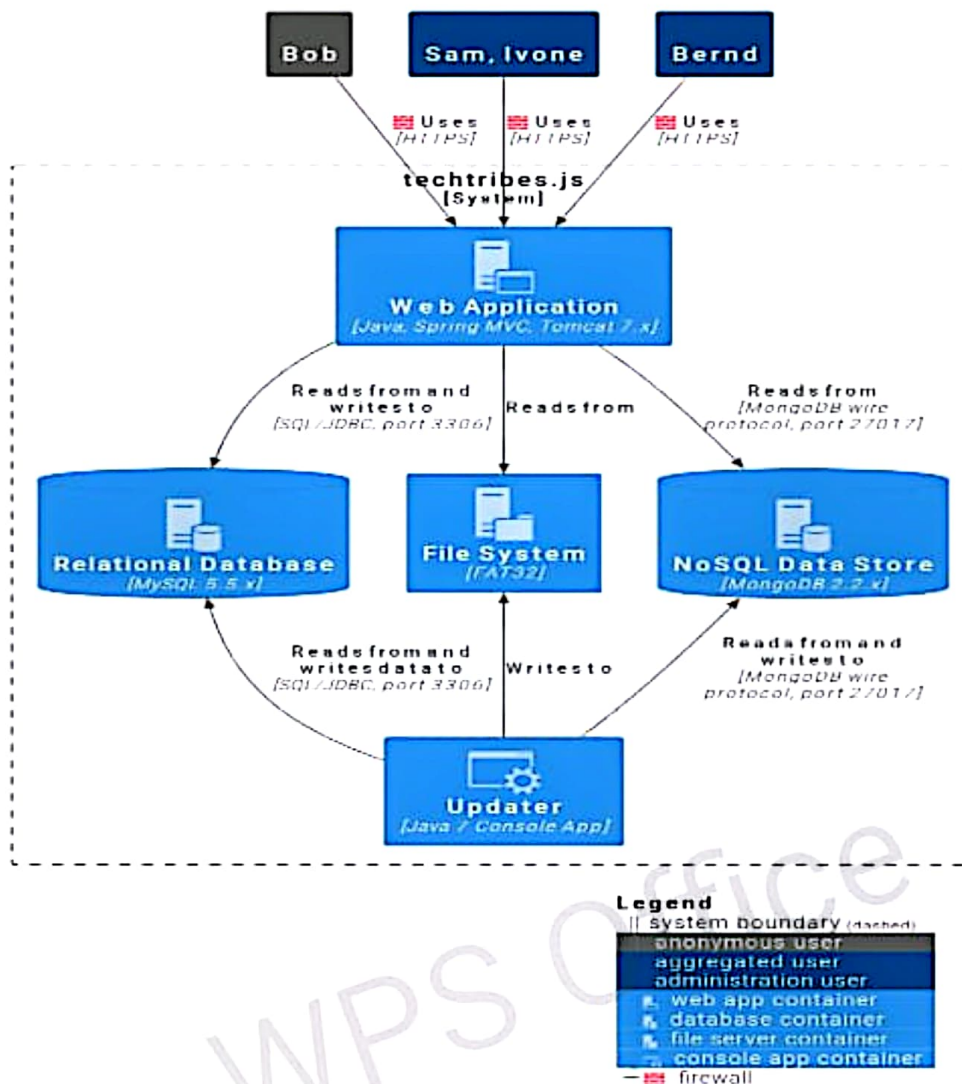 Bob
Sam, Ivone
Bernd
Uses
[HTTPS]
Uses
[HTTPS]
Uses
[HTTPS]
techtribes.js
[System]
Web Application
[Java, Spring MVC, Tomcat 7.x]
Reads from and
writes to
[SQL/JDBC, port 3306]
Reads from
Reads from
[MongoDB wire
protocol, port 27017]
Relational Database
[MySQL 5.5.x]
File System
[FAT32]
NoSQL Data Store
[MongoDB 2.2.x]
Reads from and
writes data to
[SQL/JDBC, port 3306]
Writes to
Reads from and
writes to
[MongoDB wire
protocol, port 27017]
Updater
[Java 7 Console App]
Legend
system boundary (dashed)
anonymous user
aggregated user
administration user
web app container
database container
file server container
console app container
firewall
WPS Office